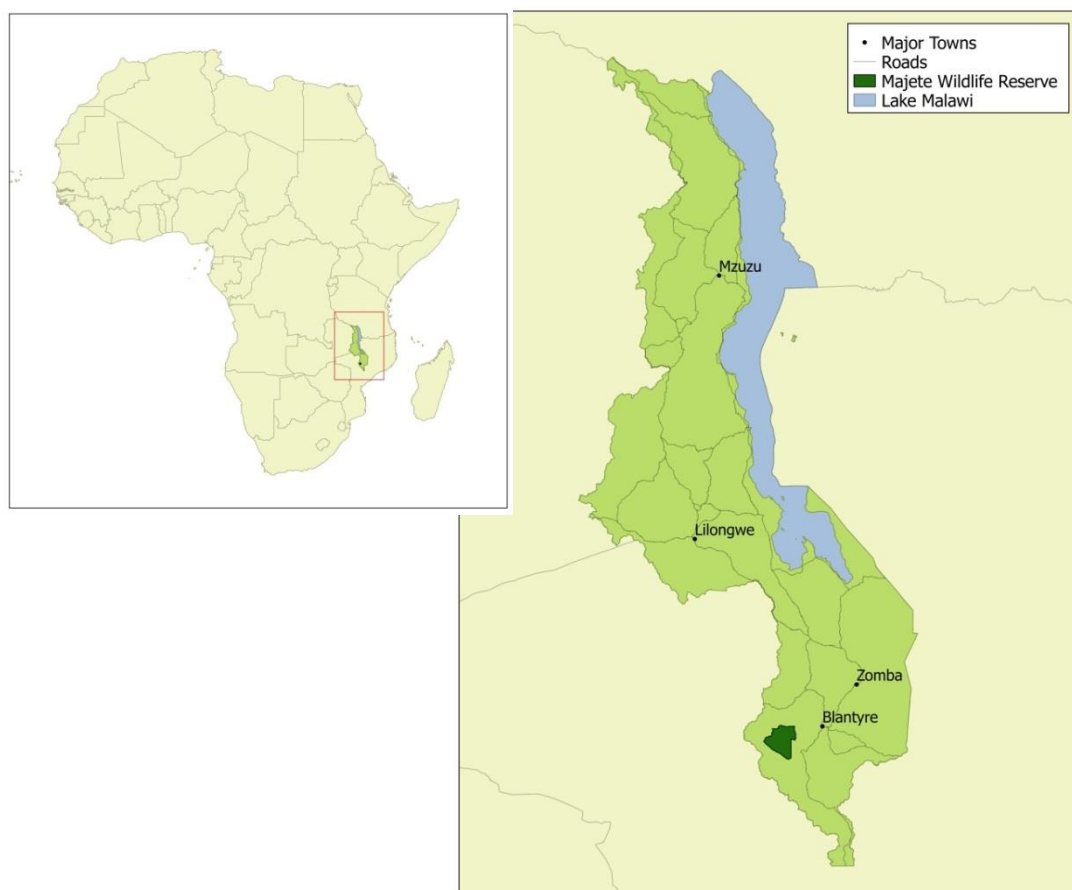 Major Towns
Roads
Majete Wildlife Reserve
Lake Malawi
Mzuzu
Lilongwe
Zomba
Blantyre